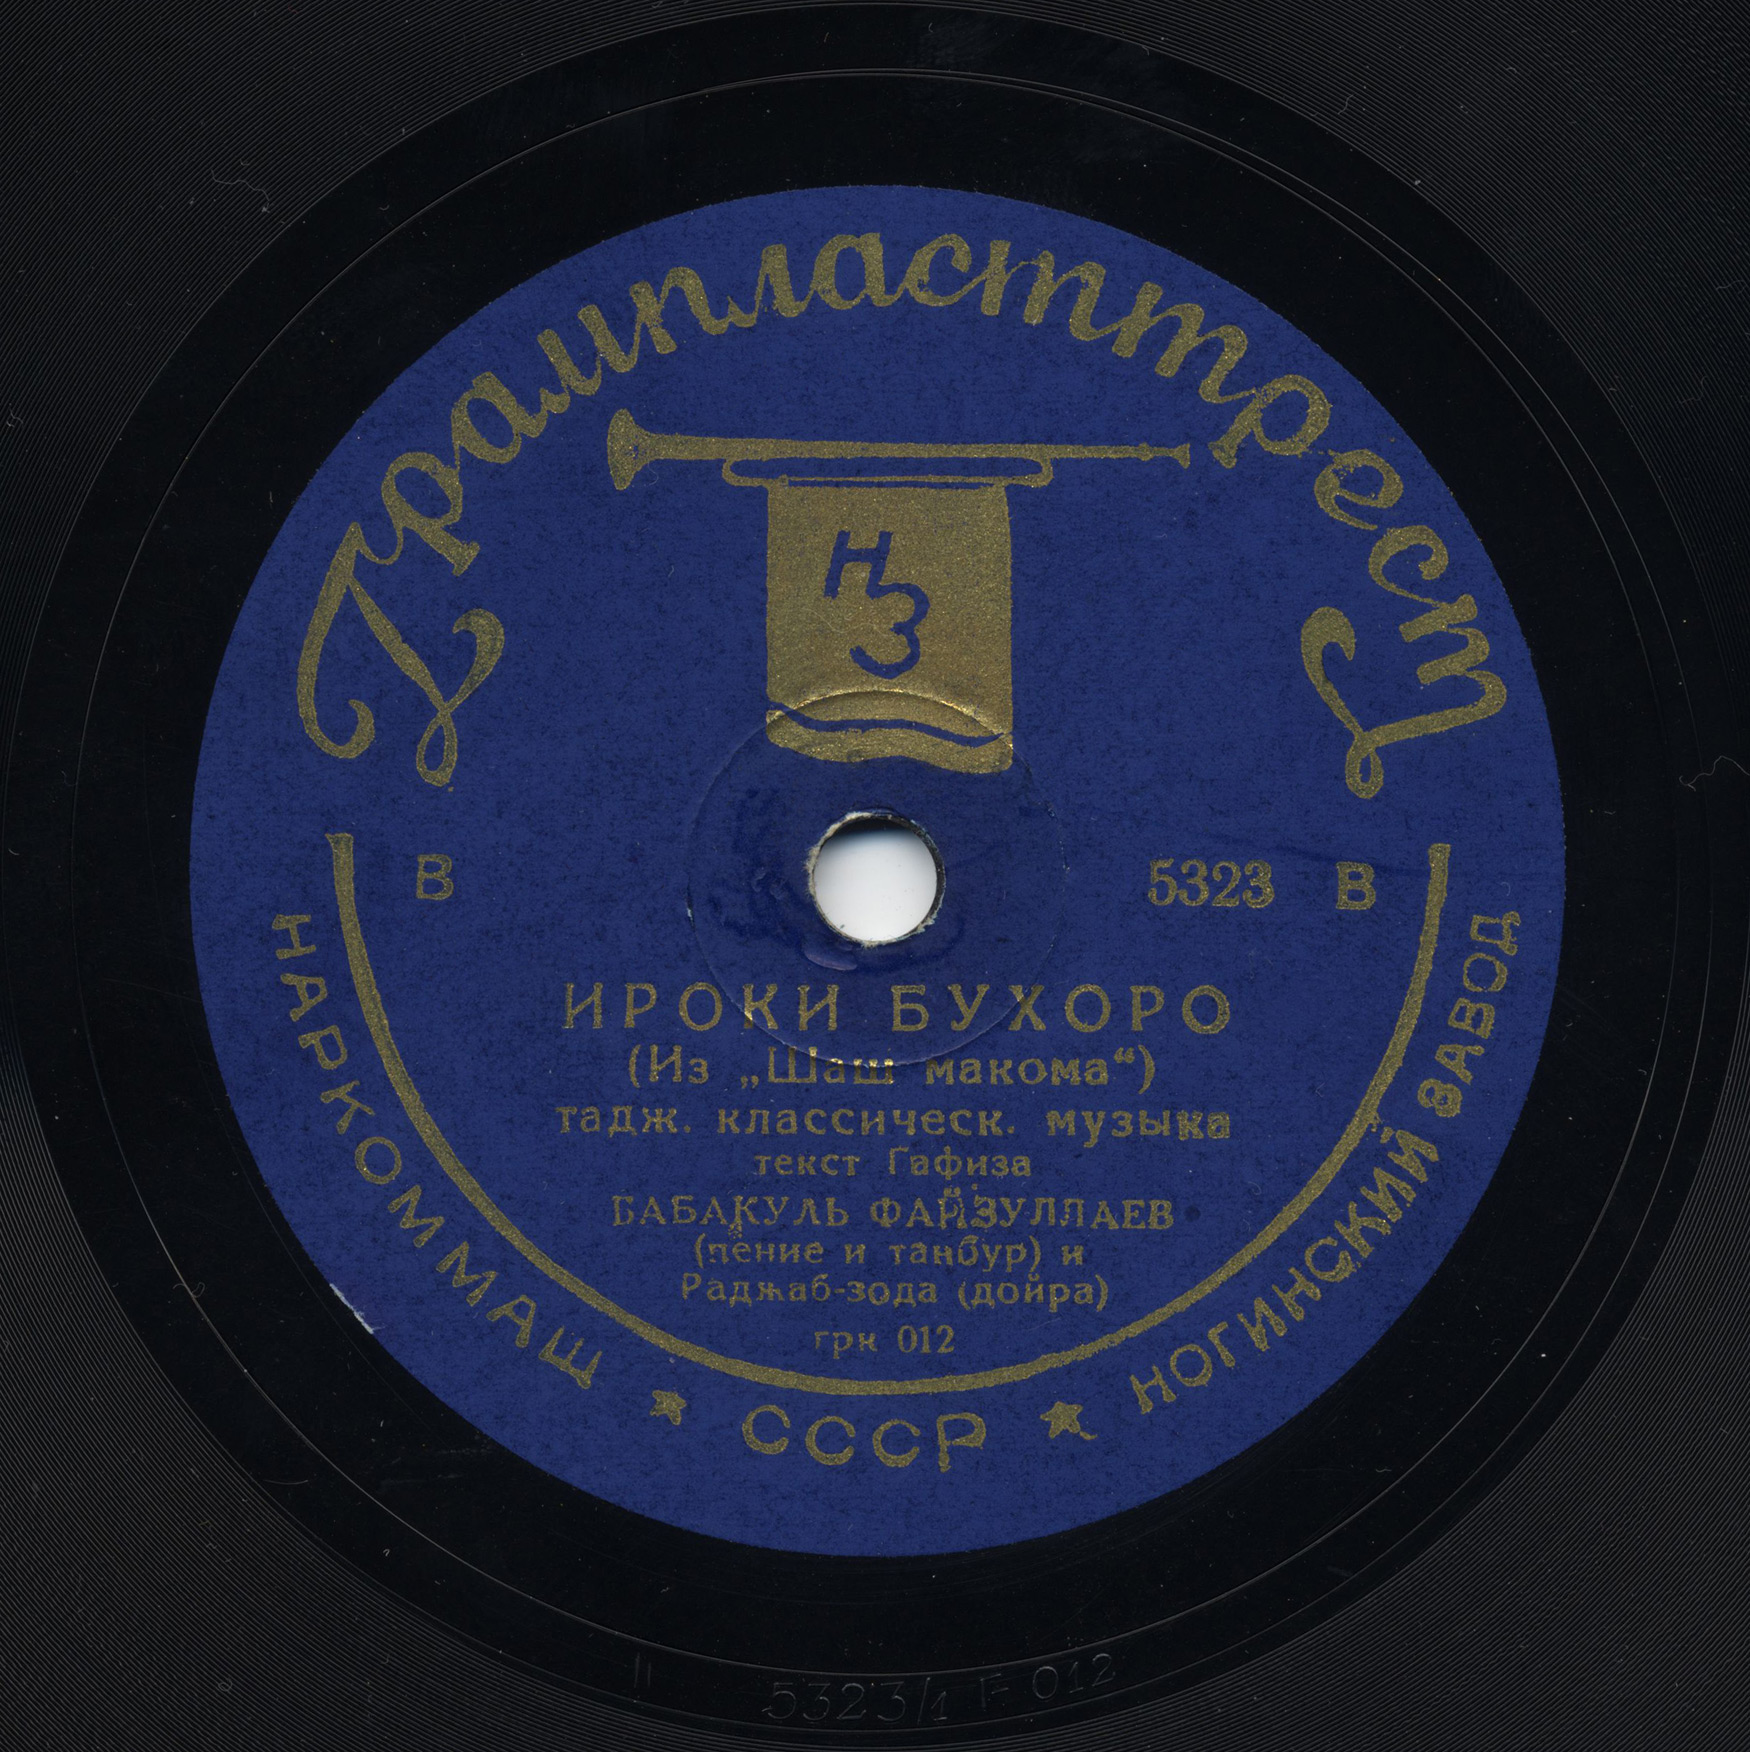 Грампласттрест
НЗ
В
5323 В
ИРОКИ БУХОРО
(Из „Шаш макома“)
тадж. классическ. музыка
текст Гафиза
БАБАКУЛЬ ФАЙЗУЛЛАЕВ
(пение и танбур) и
Раджаб-зода (дойра)
грк 012
НАРКОММАШ ★ СССР ★ НОГИНСКИЙ ЗАВОД
5323/1 F 012